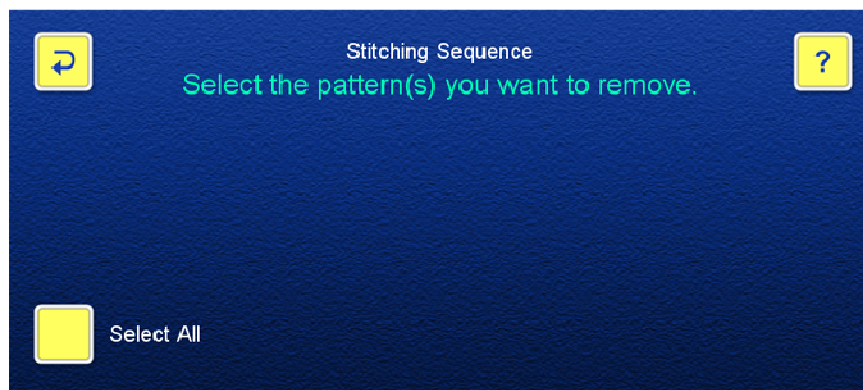 Stitching Sequence
?
Select the pattern(s) you want to remove.
Select All